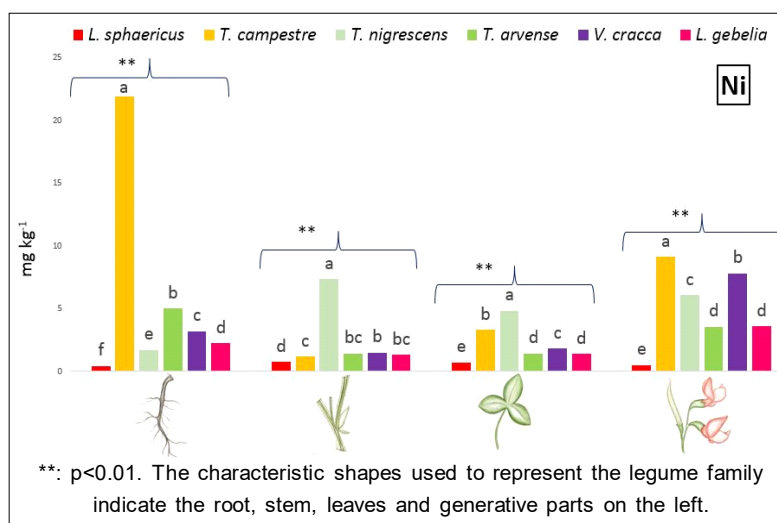 L. sphaericus T. campestre T. nigrescens T. arvense V. cracca L. gebelia
25
20
15
10
5
0
mg kg⁻¹
Ni
**
a
f e b c d
**
a
d c bc b bc
**
a
e b d c d
**
a
e c d b d
**: p<0.01. The characteristic shapes used to represent the legume family
indicate the root, stem, leaves and generative parts on the left.